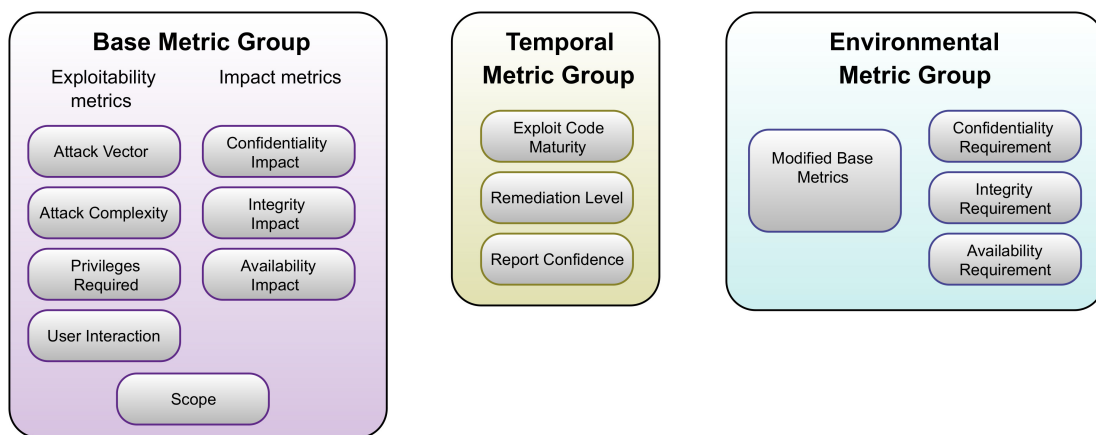 Base Metric Group
Exploitability
metrics
Impact metrics
Attack Vector
Attack Complexity
Privileges
Required
User Interaction
Confidentiality
Impact
Integrity
Impact
Availability
Impact
Scope
Temporal
Metric Group
Exploit Code
Maturity
Remediation Level
Report Confidence
Environmental
Metric Group
Modified Base
Metrics
Confidentiality
Requirement
Integrity
Requirement
Availability
Requirement